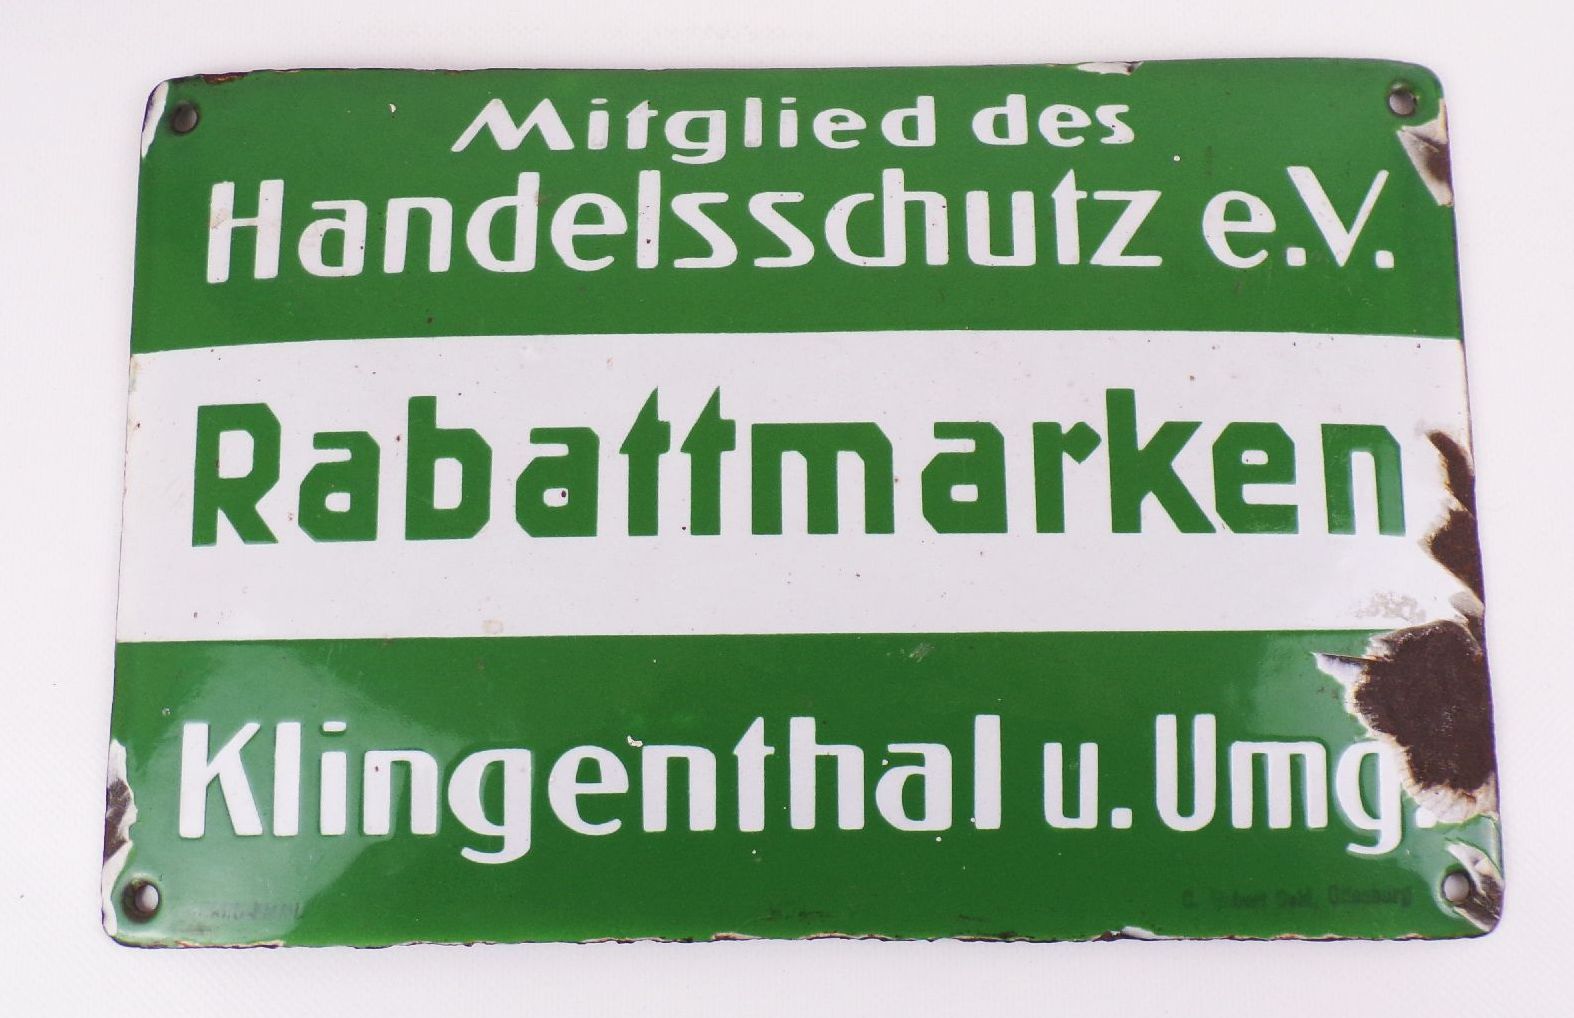 Mitglied des
Handelsschutz e.V.
Rabattmarken
Klingenthal u. Umg.